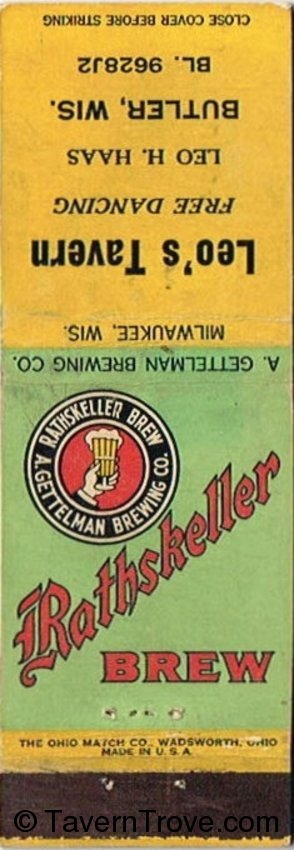 Leo's Tavern
FREE DANCING
LEO H. HAAS
BUTLER, WIS.
BL. 9628J2
CLOSE COVER BEFORE STRIKING
A. GETTELMAN BREWING CO.
MILWAUKEE, WIS.
RATHSKELLER BREW
A. GETTELMAN BREWING CO.
Rathskeller
BREW
THE OHIO MATCH CO., WADSWORTH, OHIO
MADE IN U.S.A.
© TavernTrove.com